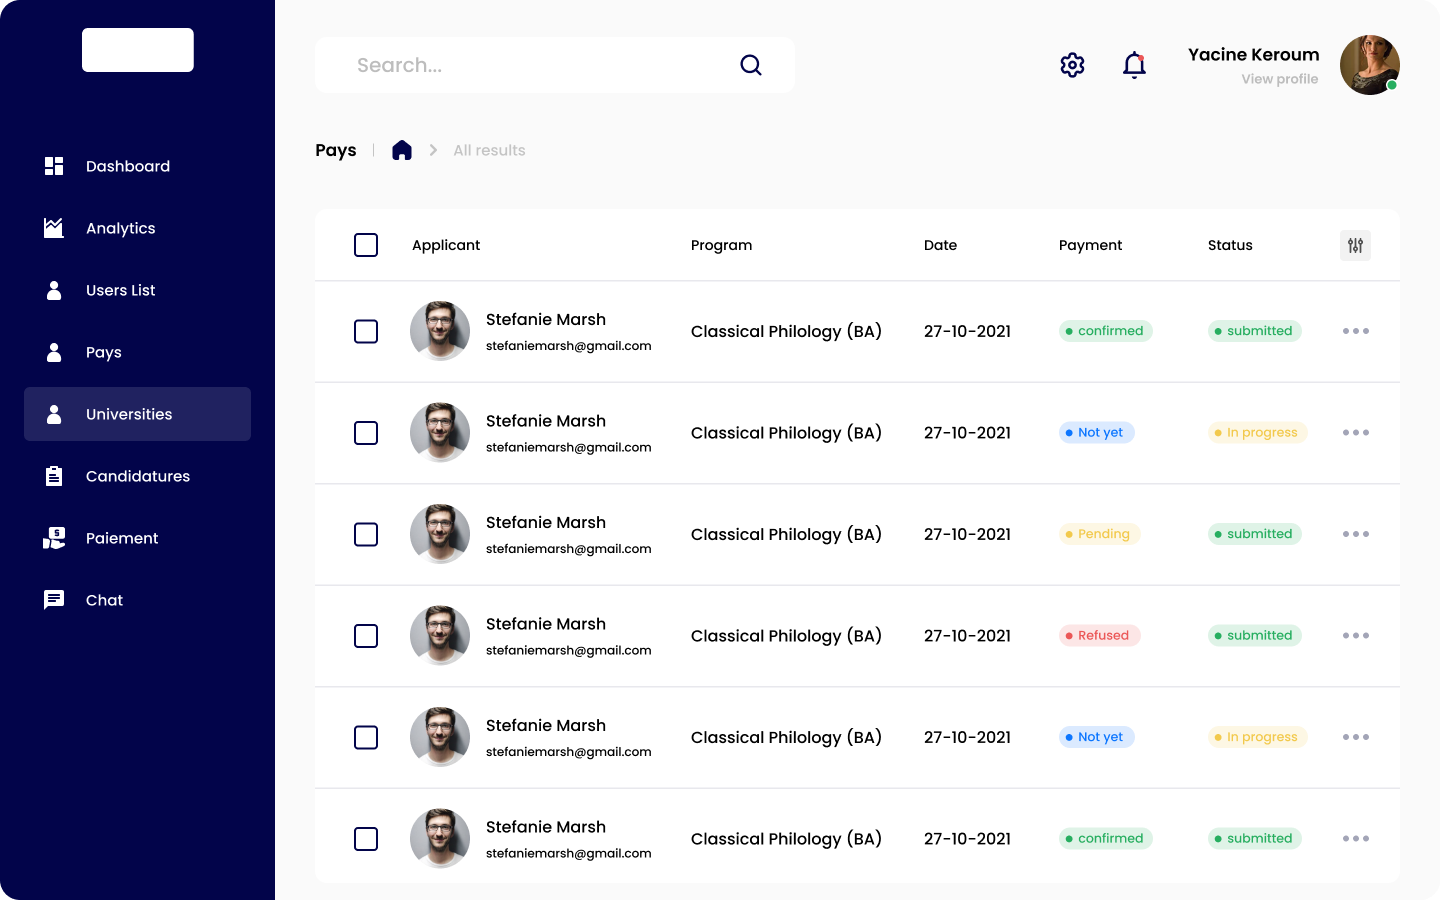 Search...
Yacine Keroum
View profile
Dashboard
Analytics
Users List
Pays
Universities
Candidatures
Paiement
Chat
Pays
All results
Applicant Program Date Payment Status
Stefanie Marsh
stefaniemarsh@gmail.com
Classical Philology (BA) 27-10-2021 confirmed submitted
Stefanie Marsh
stefaniemarsh@gmail.com
Classical Philology (BA) 27-10-2021 Not yet In progress
Stefanie Marsh
stefaniemarsh@gmail.com
Classical Philology (BA) 27-10-2021 Pending submitted
Stefanie Marsh
stefaniemarsh@gmail.com
Classical Philology (BA) 27-10-2021 Refused submitted
Stefanie Marsh
stefaniemarsh@gmail.com
Classical Philology (BA) 27-10-2021 Not yet In progress
Stefanie Marsh
stefaniemarsh@gmail.com
Classical Philology (BA) 27-10-2021 confirmed submitted